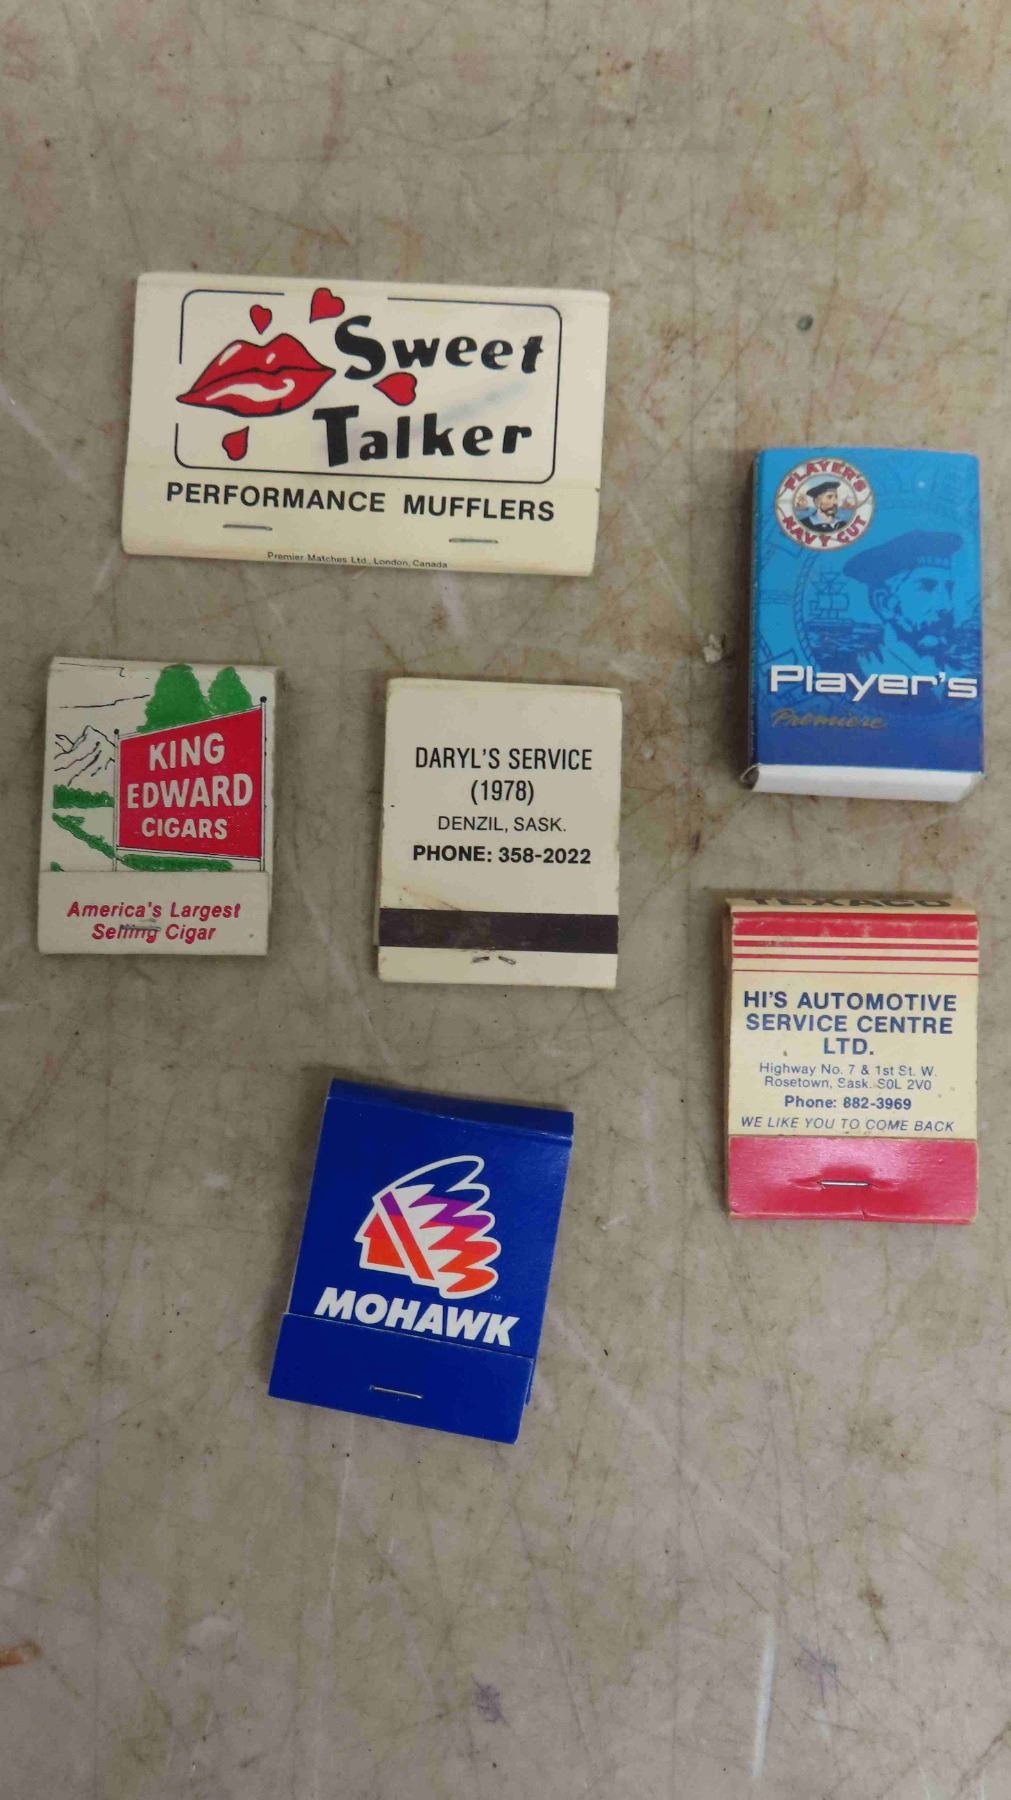 Sweet
Talker
PERFORMANCE MUFFLERS
Premier Matches Ltd., London, Canada
PLAYER'S
NAVY CUT
HERO
Player's
Premiere
KING
EDWARD
CIGARS
America's Largest
Selling Cigar
DARYL'S SERVICE
(1978)
DENZIL, SASK.
PHONE: 358-2022
TEXACO
HI'S AUTOMOTIVE
SERVICE CENTRE
LTD.
Highway No. 7 & 1st St. W.
Rosetown, Sask. S0L 2V0
Phone: 882-3969
WE LIKE YOU TO COME BACK
MOHAWK